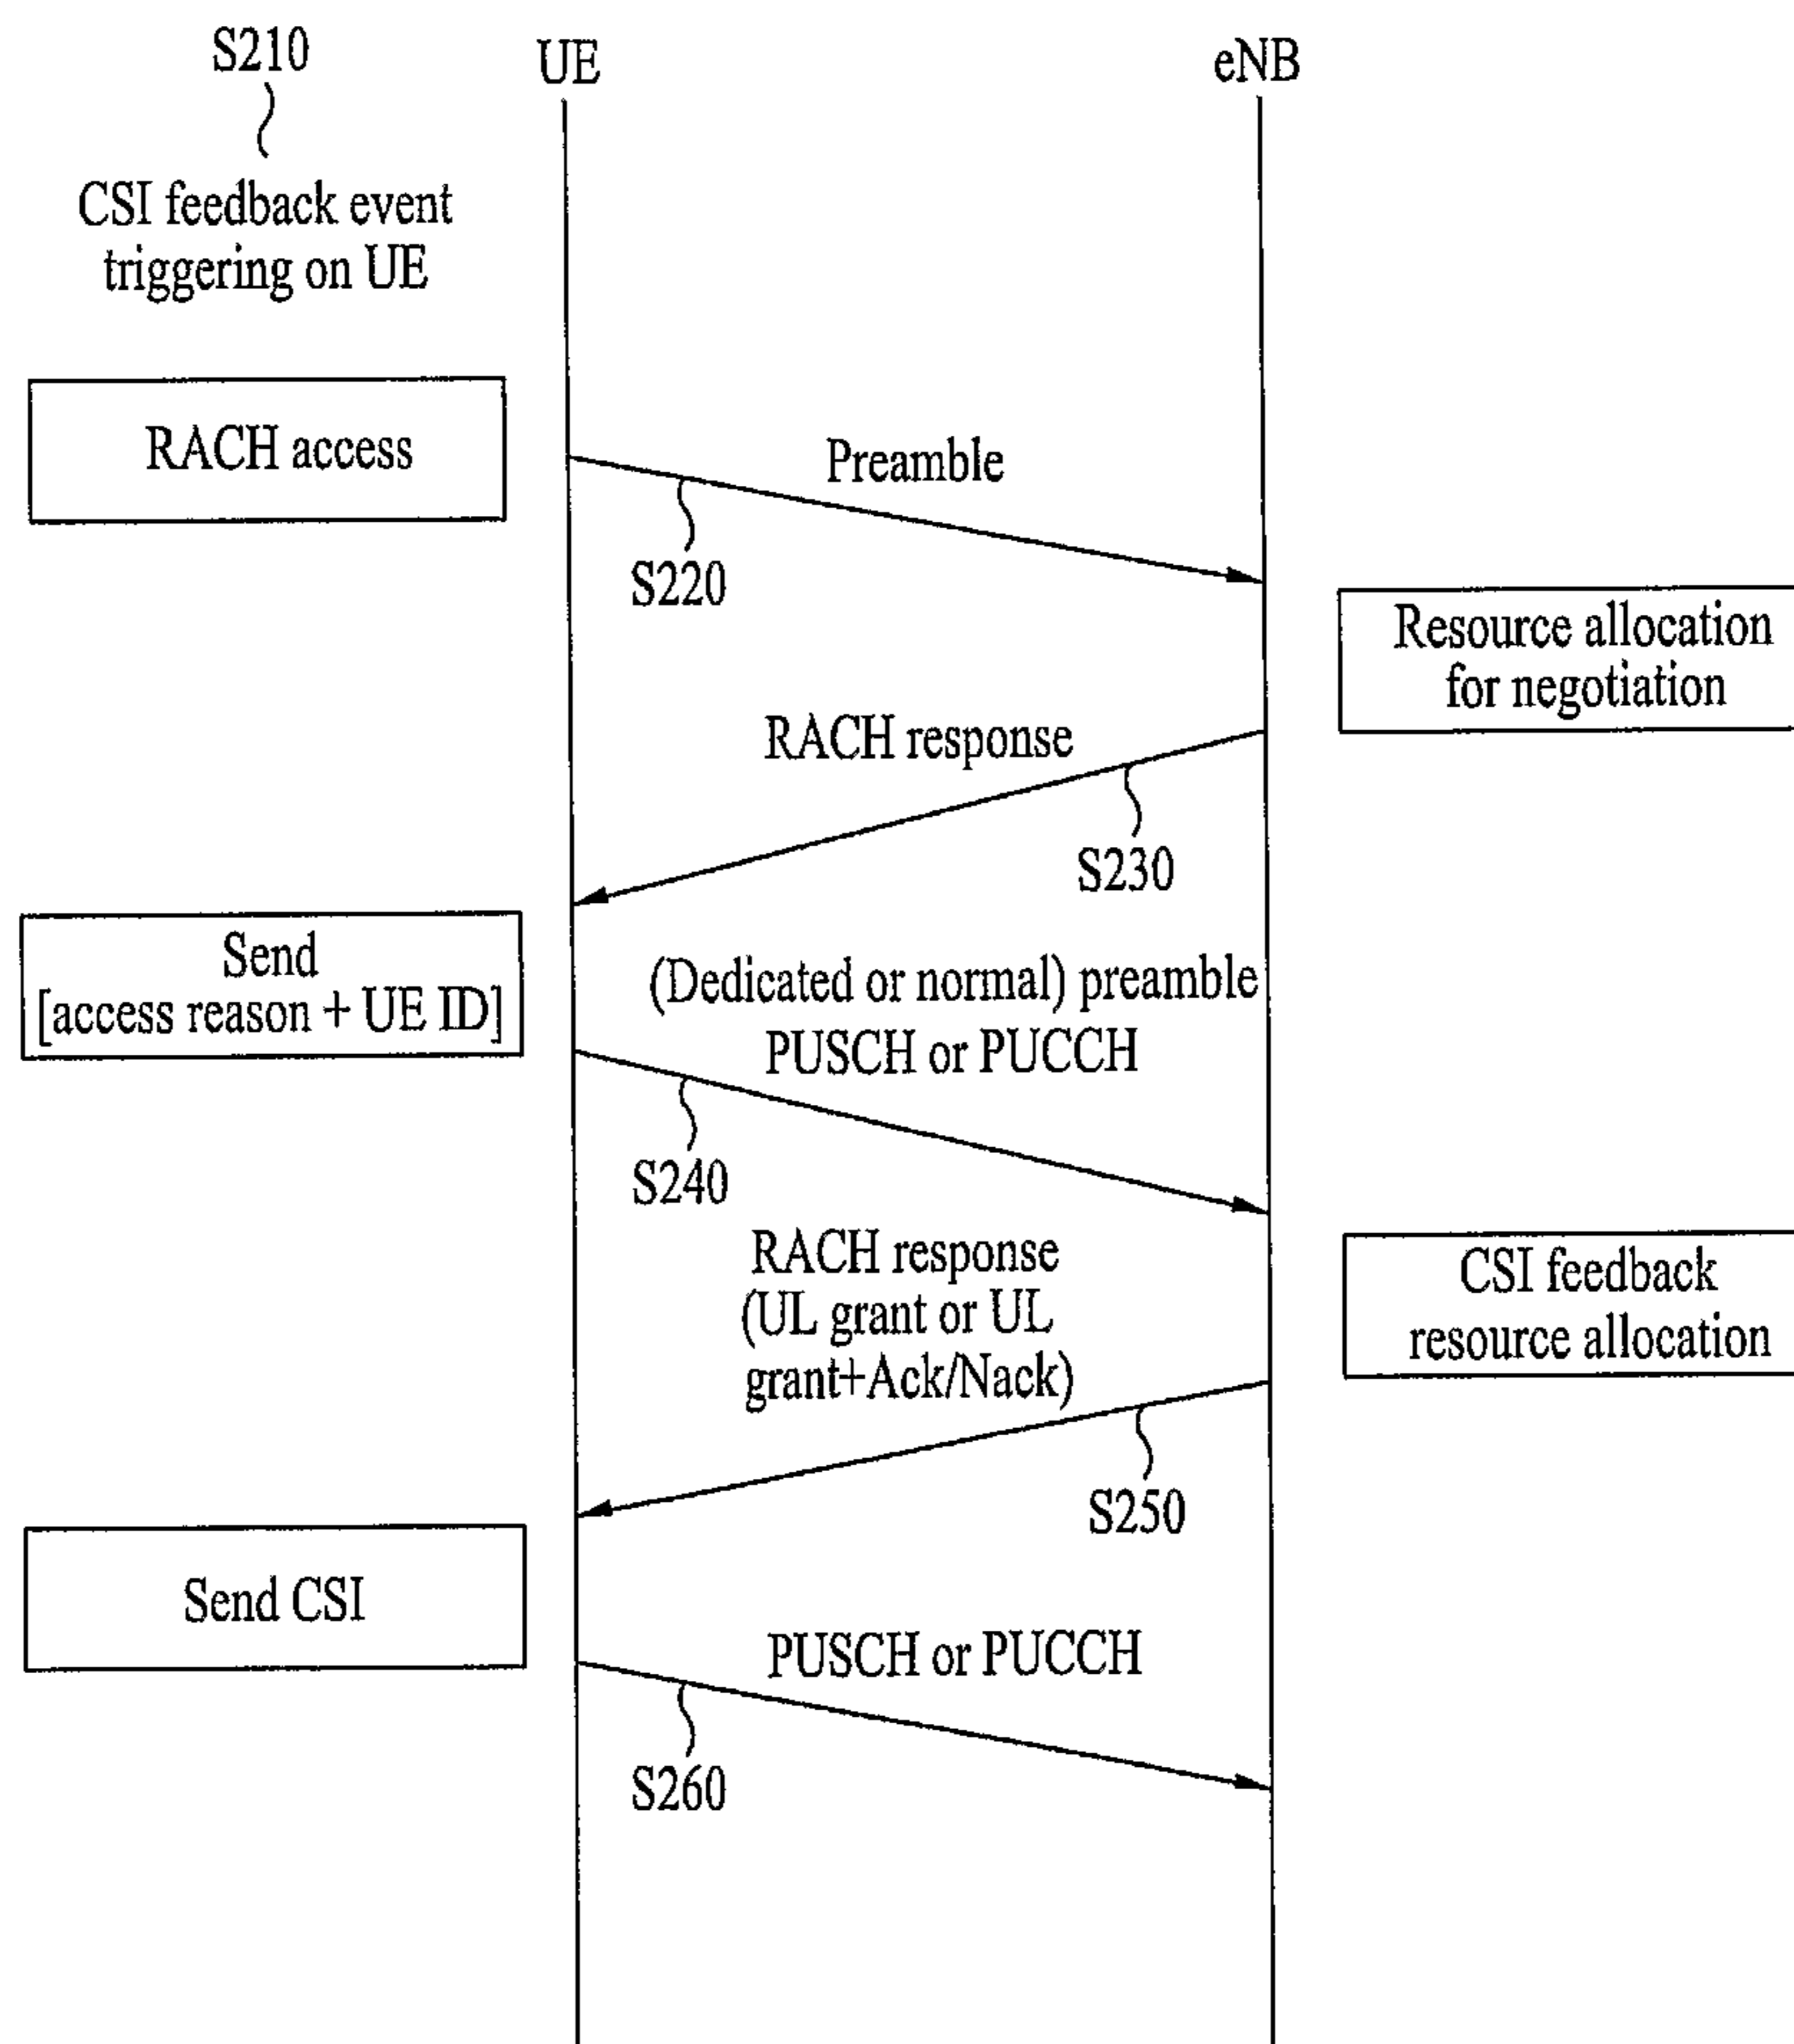 S210
UE
eNB
CSI feedback event
triggering on UE
RACH access
Preamble
S220
Resource allocation
for negotiation
RACH response
S230
Send
[access reason + UE ID]
(Dedicated or normal) preamble
PUSCH or PUCCH
S240
RACH response
(UL grant or UL
grant+Ack/Nack)
CSI feedback
resource allocation
S250
Send CSI
PUSCH or PUCCH
S260